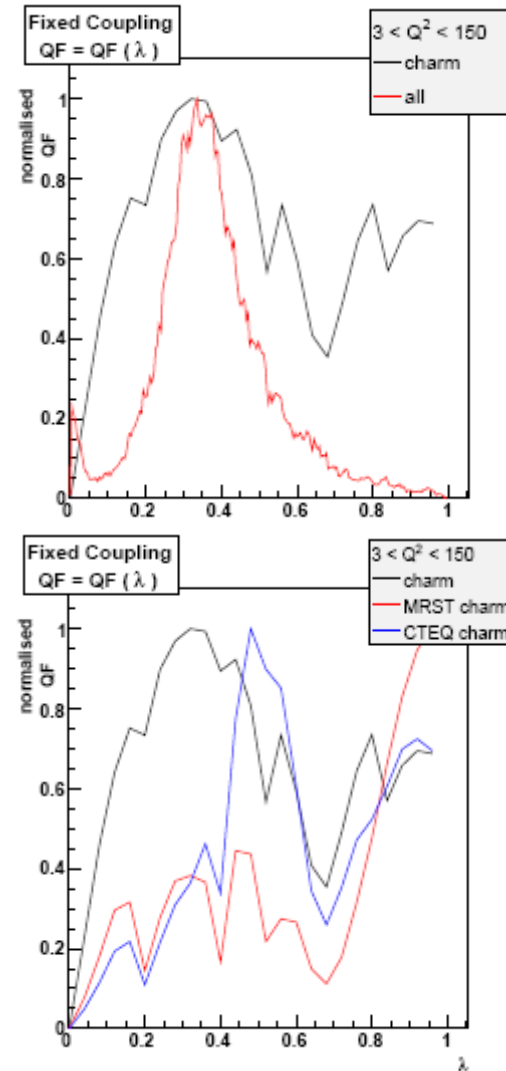 Fixed Coupling
QF = QF ( λ )
3 < Q² < 150
charm
all
normalised
QF
1
0.8
0.6
0.4
0.2
0
0 0.2 0.4 0.6 0.8 1
Fixed Coupling
QF = QF ( λ )
3 < Q² < 150
charm
MRST charm
CTEQ charm
normalised
QF
1
0.8
0.6
0.4
0.2
0
0 0.2 0.4 0.6 0.8 1
λ